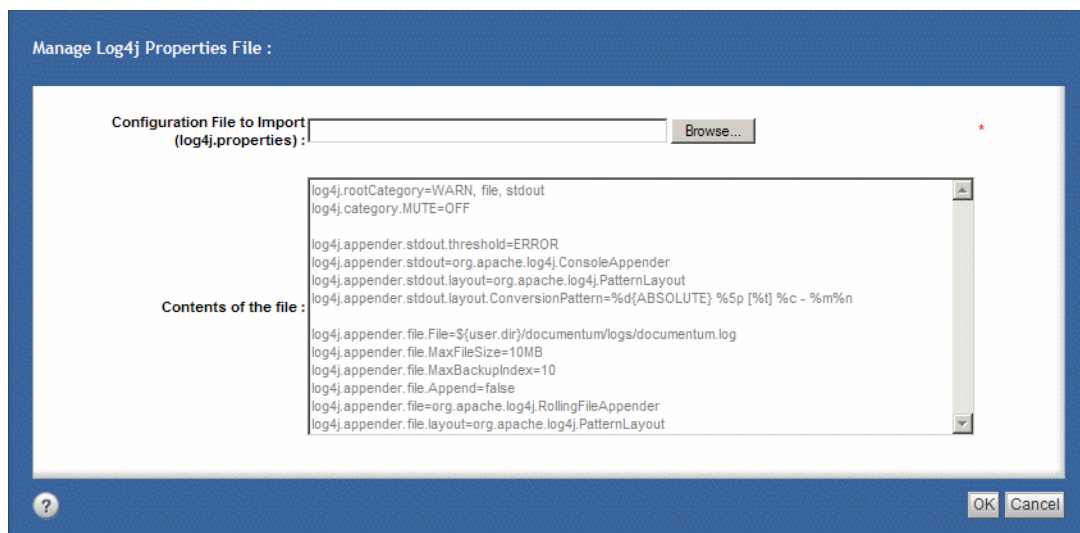 Manage Log4j Properties File :
Configuration File to Import
(log4j.properties) :
Browse...
*
log4j.rootCategory=WARN, file, stdout
log4j.category.MUTE=OFF
log4j.appender.stdout.threshold=ERROR
log4j.appender.stdout=org.apache.log4j.ConsoleAppender
log4j.appender.stdout.layout=org.apache.log4j.PatternLayout
log4j.appender.stdout.layout.ConversionPattern=%d{ABSOLUTE} %5p [%t] %c - %m%n
Contents of the file :
log4j.appender.file.File=${user.dir}/documentum/logs/documentum.log
log4j.appender.file.MaxFileSize=10MB
log4j.appender.file.MaxBackupIndex=10
log4j.appender.file.Append=false
log4j.appender.file=org.apache.log4j.RollingFileAppender
log4j.appender.file.layout=org.apache.log4j.PatternLayout
?
OK Cancel